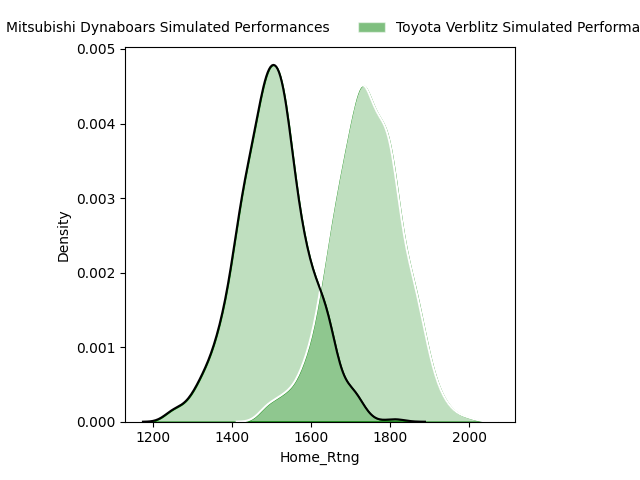 Mitsubishi Dynaboars Simulated Performances
Toyota Verblitz Simulated Performa
0.005
0.004
0.003
0.002
0.001
0.000
Density
1200
1400
1600
1800
2000
Home_Rtng